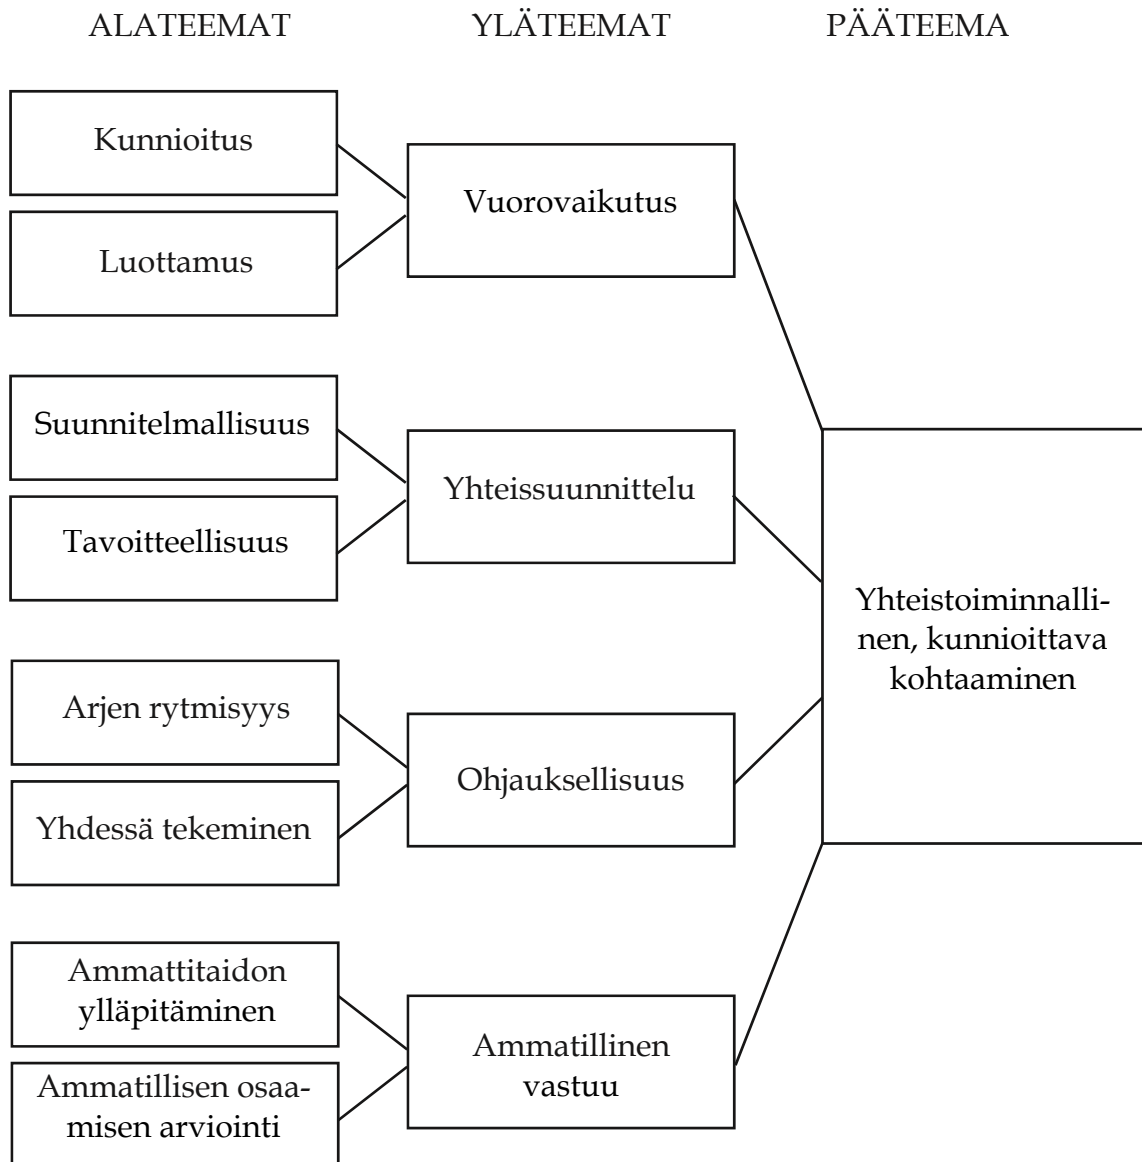 ALATEEMAT
YLÄTEEMAT
PÄÄTEEMA
Kunnioitus
Luottamus
Vuorovaikutus
Suunnitelmallisuus
Tavoitteellisuus
Yhteissuunnittelu
Arjen rytmisyys
Yhdessä tekeminen
Ohjauksellisuus
Ammattitaidon
ylläpitäminen
Ammatillisen osaa-
misen arviointi
Ammatillinen
vastuu
Yhteistoiminnalli-
nen, kunnioittava
kohtaaminen